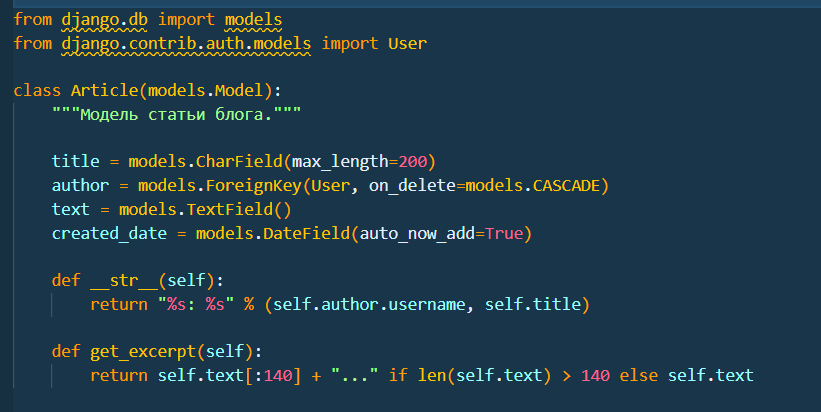 from django.db import models
from django.contrib.auth.models import User
class Article(models.Model):
"""Модель статьи блога."""
title = models.CharField(max_length=200)
author = models.ForeignKey(User, on_delete=models.CASCADE)
text = models.TextField()
created_date = models.DateField(auto_now_add=True)
def __str__(self):
return "%s: %s" % (self.author.username, self.title)
def get_excerpt(self):
return self.text[:140] + "..." if len(self.text) > 140 else self.text